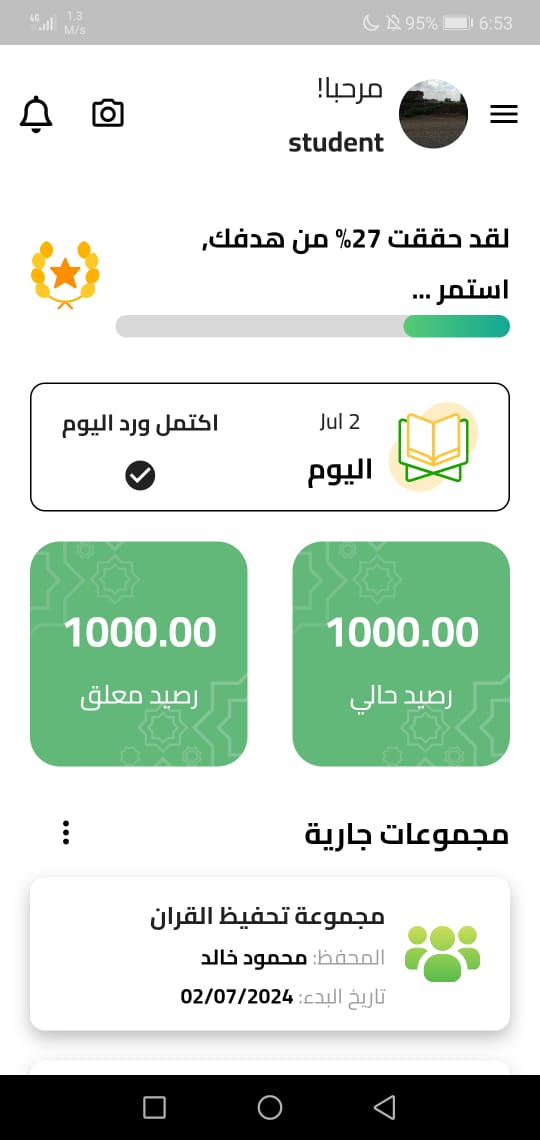 4G 1.3 M/s 95% 6:53
مرحبا!
student
لقد حققت 27% من هدفك,
استمر ...
Jul 2
اليوم
اكتمل ورد اليوم
1000.00
رصيد حالي
1000.00
رصيد معلق
مجموعات جارية
مجموعة تحفيظ القران
المحفظ: محمود خالد
تاريخ البدء: 02/07/2024